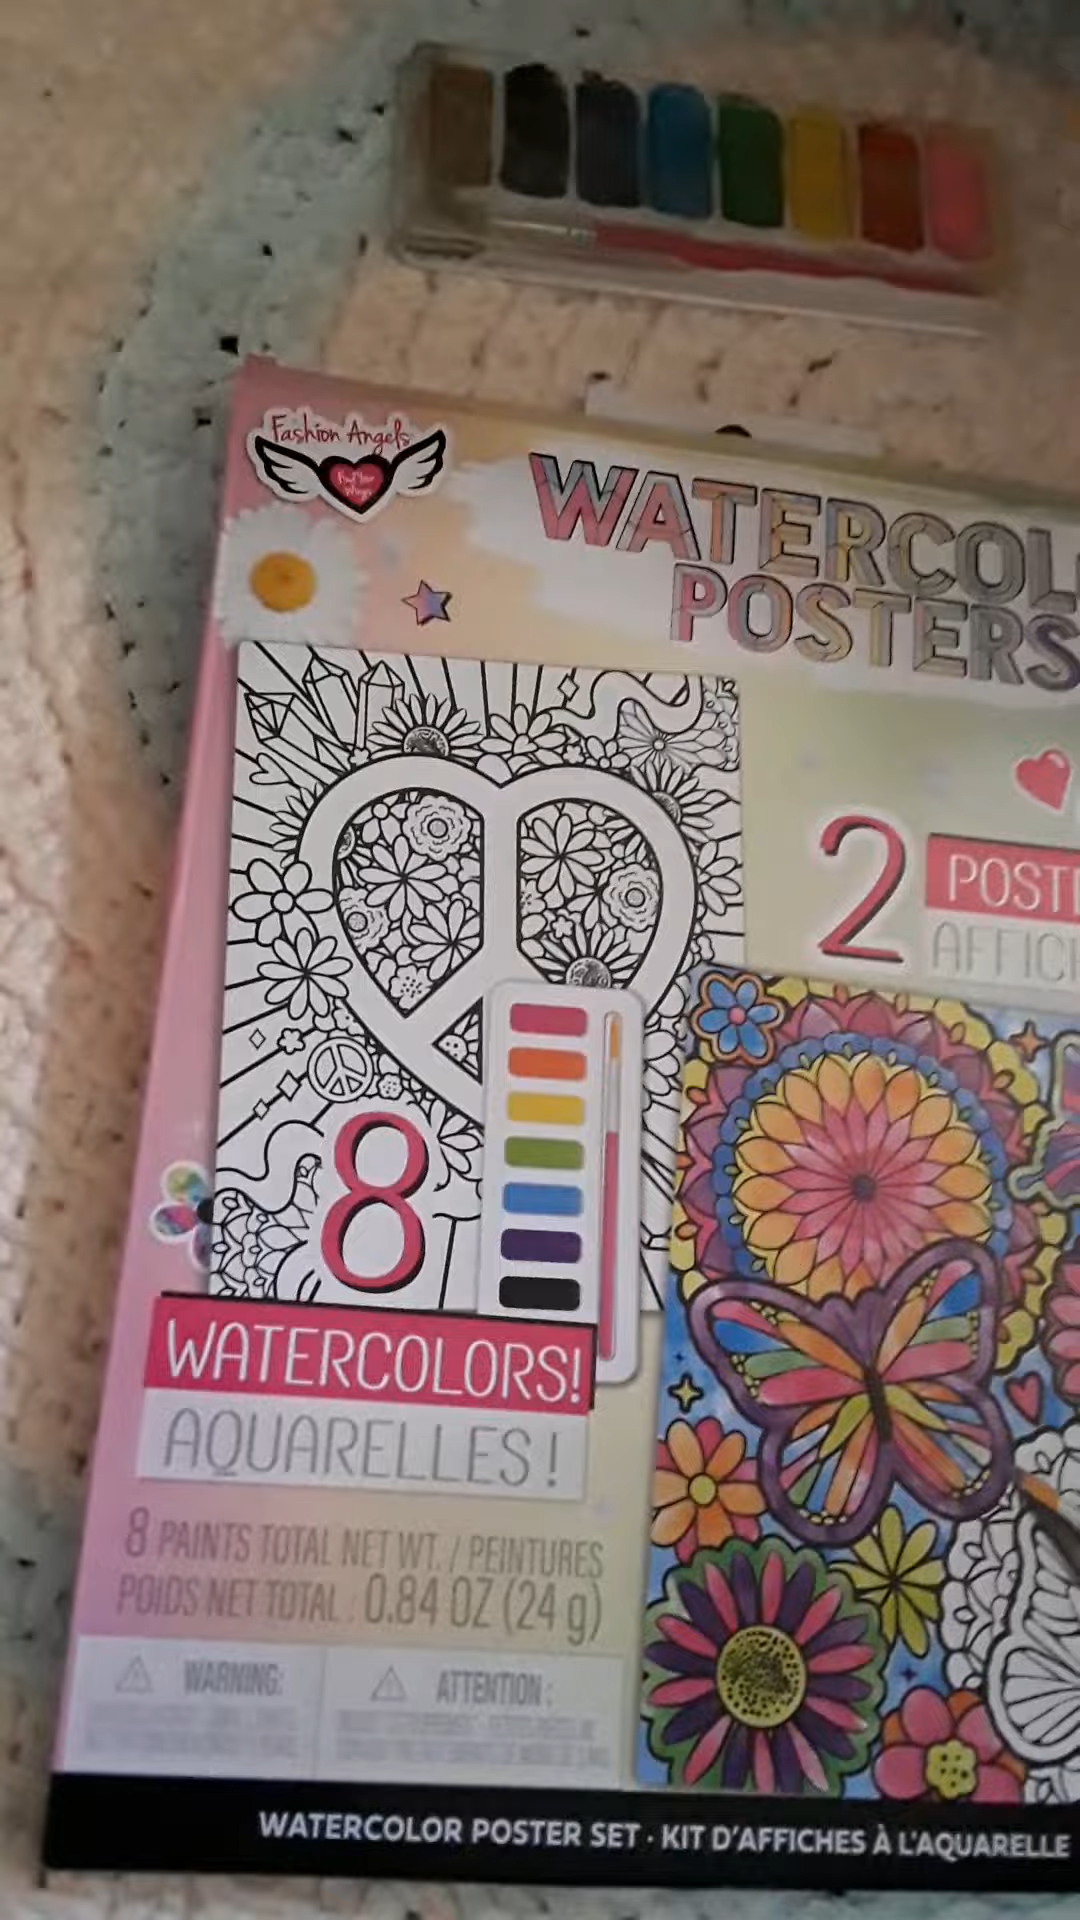 Fashion Angels
WATERCOL
POSTERS
2
POST
AFFICH
8
WATERCOLORS!
AQUARELLES !
8 PAINTS TOTAL NET WT. / PEINTURES
POIDS NET TOTAL : 0.84 OZ (24 g)
WARNING:
ATTENTION :
WATERCOLOR POSTER SET · KIT D'AFFICHES À L'AQUARELLE